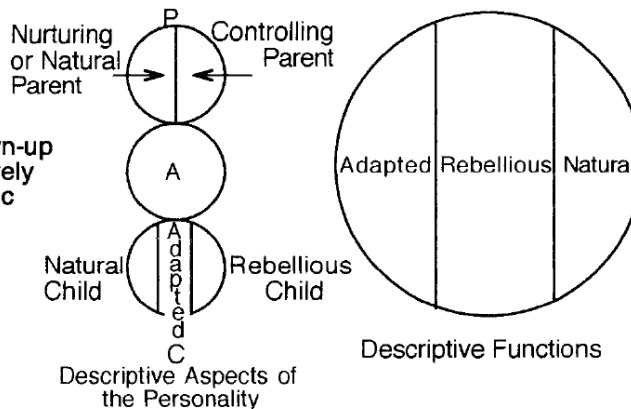 P
Nurturing
or Natural
Parent
Controlling
Parent
A
Adapted
Natural
Child
Rebellious
Child
C
Descriptive Aspects of
the Personality
Adapted
Rebellious
Natura
Descriptive Functions